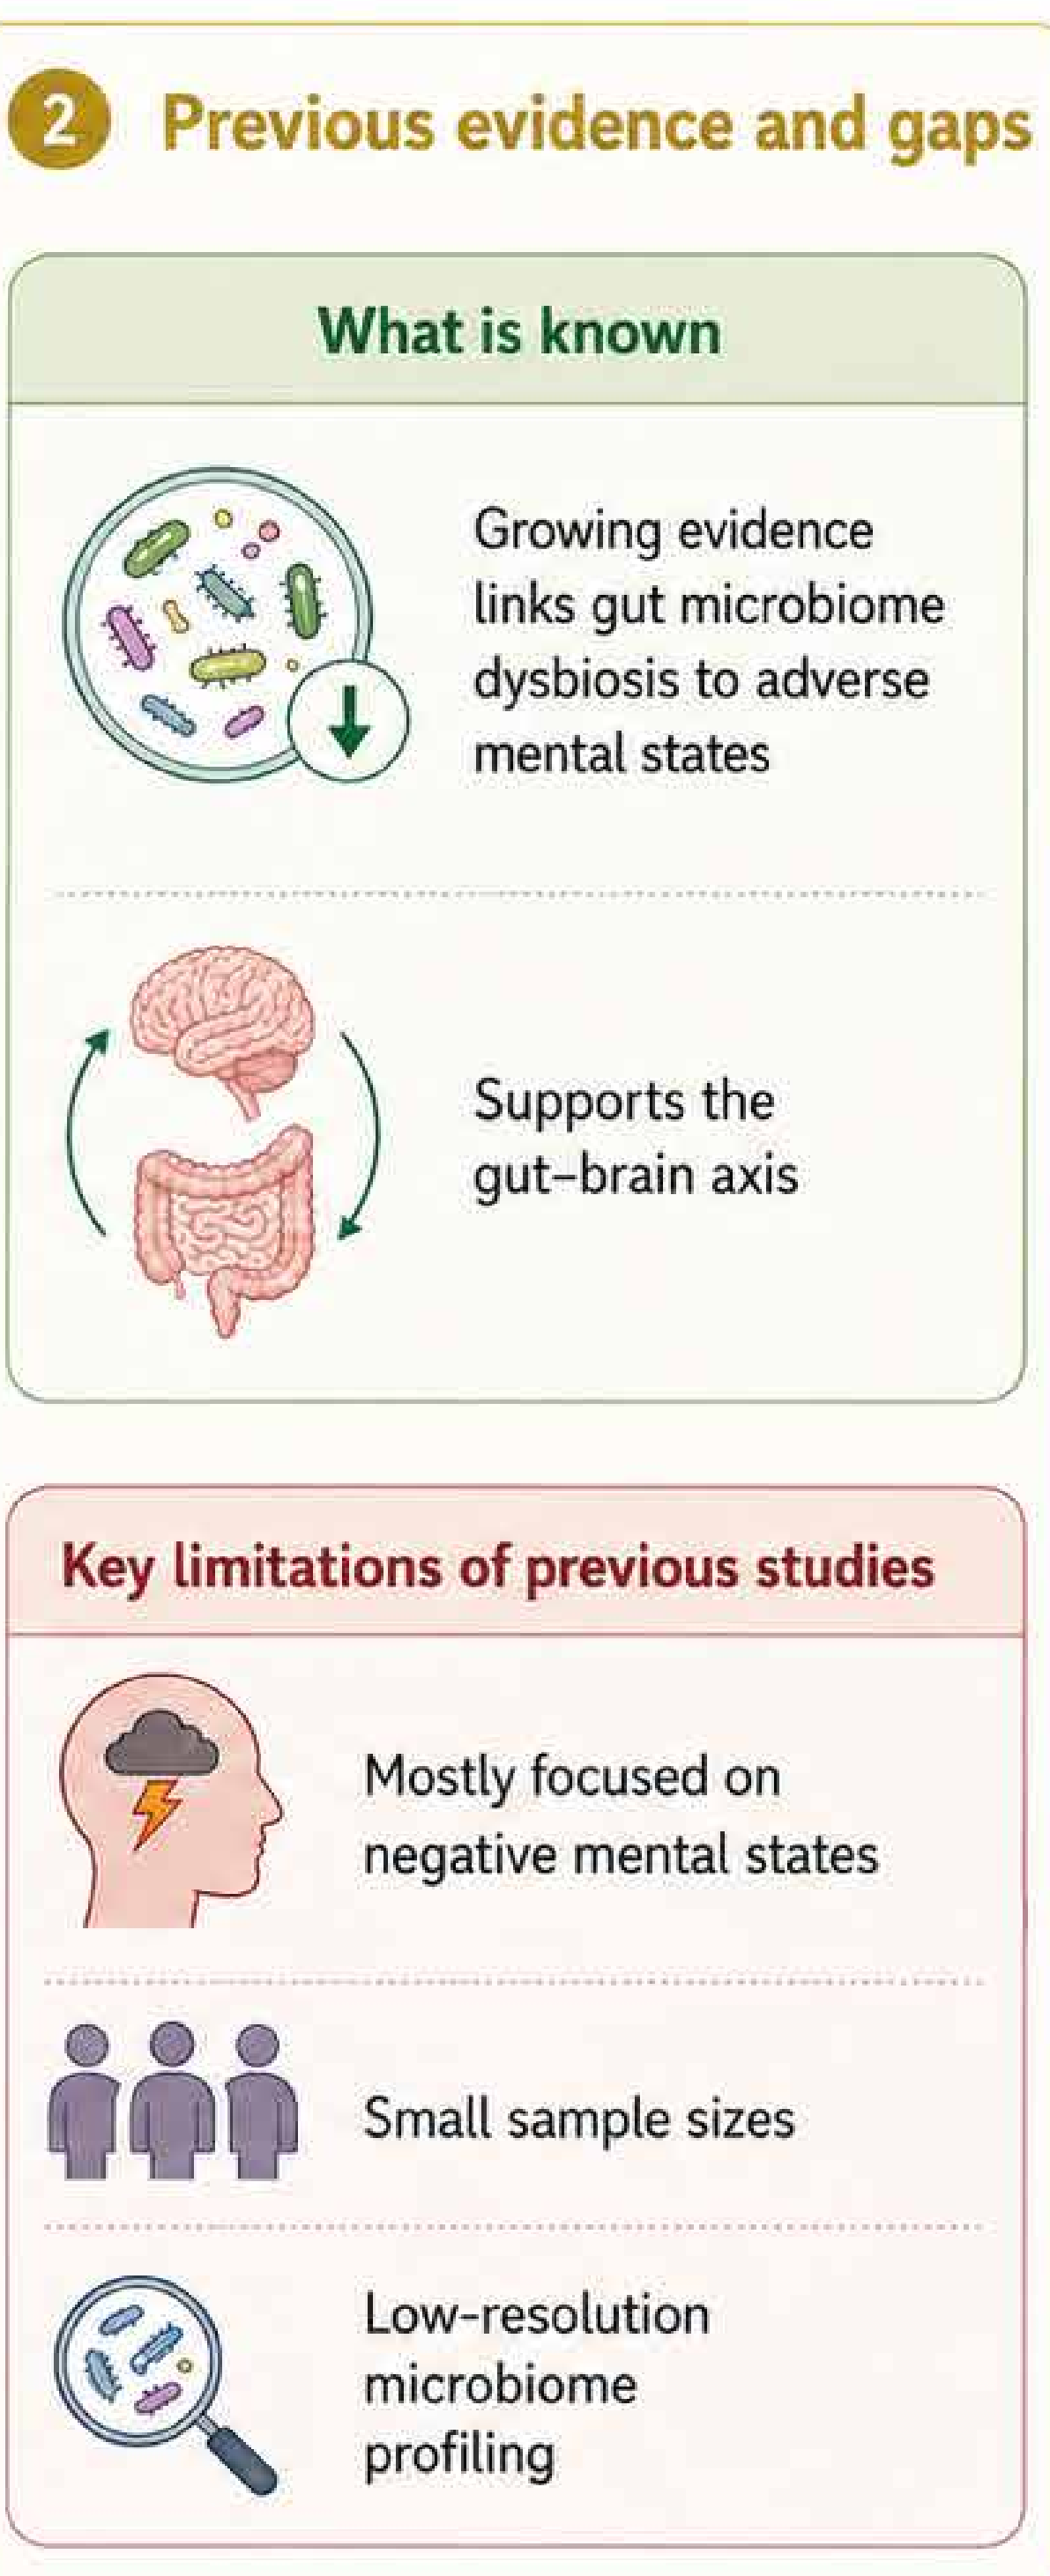 2 Previous evidence and gaps
What is known
Growing evidence
links gut microbiome
dysbiosis to adverse
mental states
Supports the
gut–brain axis
Key limitations of previous studies
Mostly focused on
negative mental states
Small sample sizes
Low-resolution
microbiome
profiling